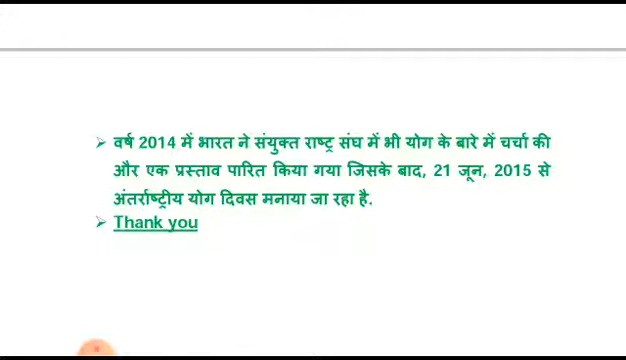 ➢ वर्ष 2014 में भारत ने संयुक्त राष्ट्र संघ में भी योग के बारे में चर्चा की
और एक प्रस्ताव पारित किया गया जिसके बाद, 21 जून, 2015 से
अंतर्राष्ट्रीय योग दिवस मनाया जा रहा है.
➢ Thank you